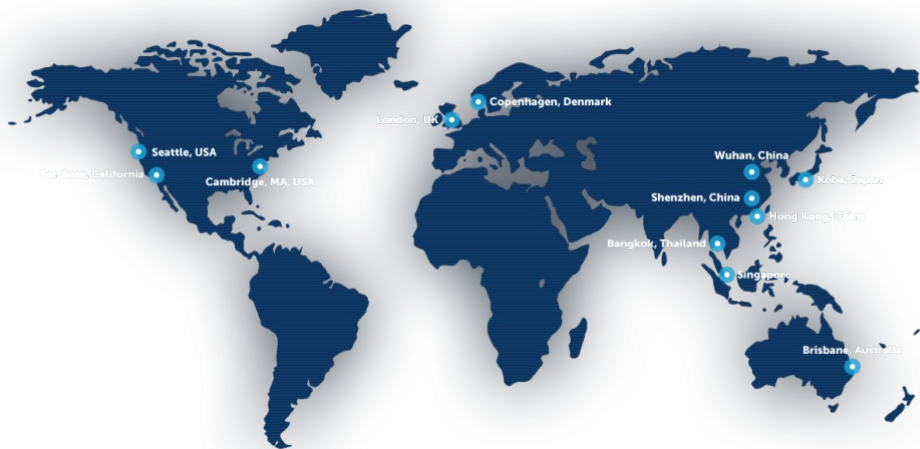 Copenhagen, Denmark
London, UK
Seattle, USA
Wuhan, China
Cambridge, MA, USA
California
Kobe, Japan
Shenzhen, China
Hong Kong, China
Bangkok, Thailand
Singapore
Brisbane, Australia